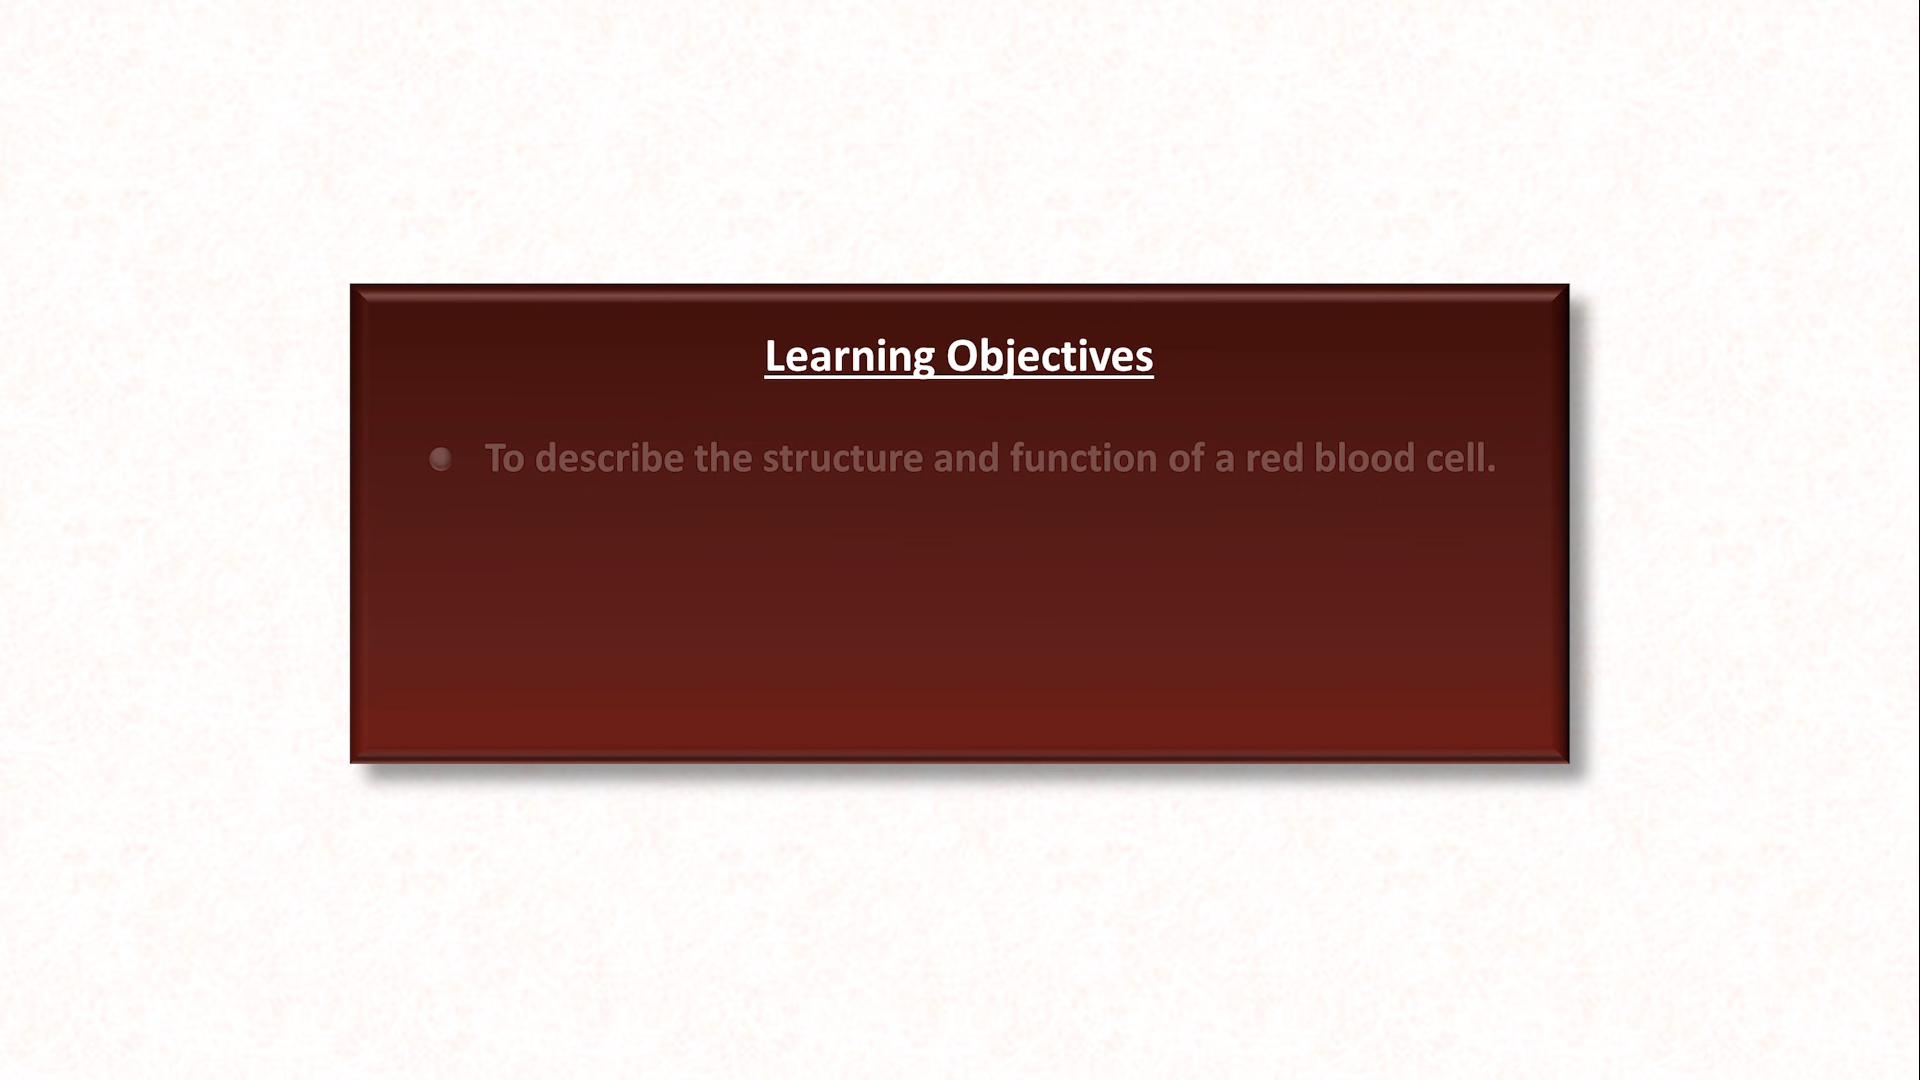 Learning Objectives
To describe the structure and function of a red blood cell.